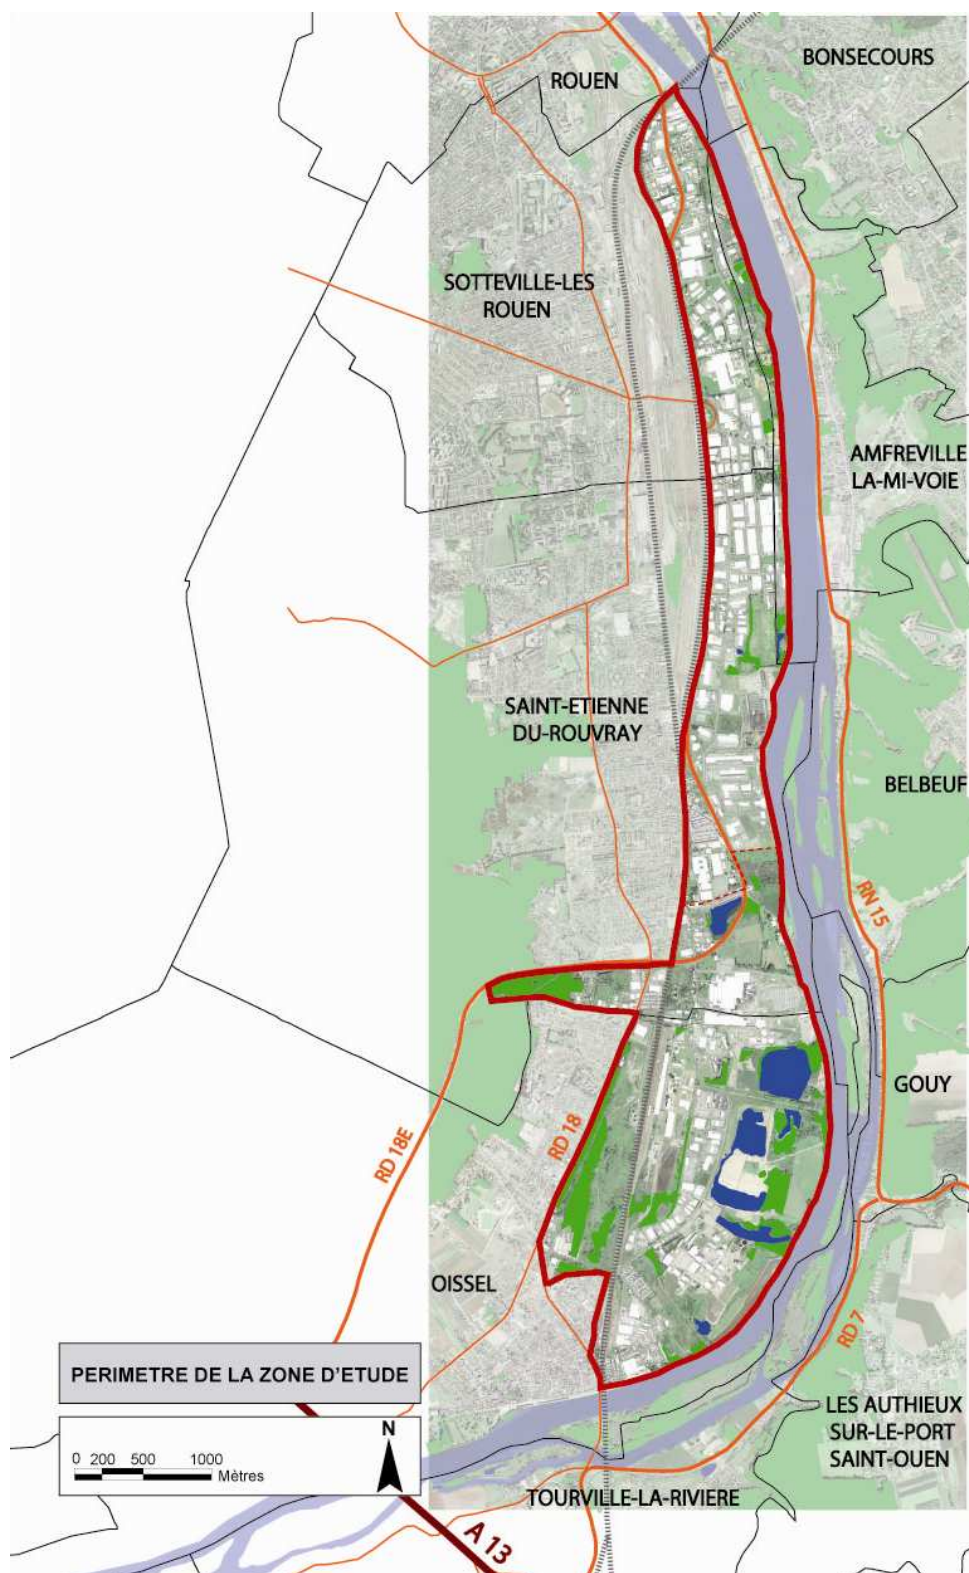 BONSECOURS
ROUEN
SOTTEVILLE-LES
ROUEN
AMFREVILLE
LA-MI-VOIE
SAINT-ETIENNE
DU-ROUVRAY
BELBEUF
RN 15
GOUY
RD 18
RD 18E
OISSEL
RD 7
PERIMETRE DE LA ZONE D'ETUDE
LES AUTHIEUX
SUR-LE-PORT
SAINT-OUEN
N
0 200 500 1000
Mètres
TOURVILLE-LA-RIVIERE
A 13